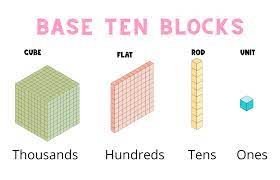 BASE TEN BLOCKS
CUBE FLAT ROD UNIT
Thousands Hundreds Tens Ones